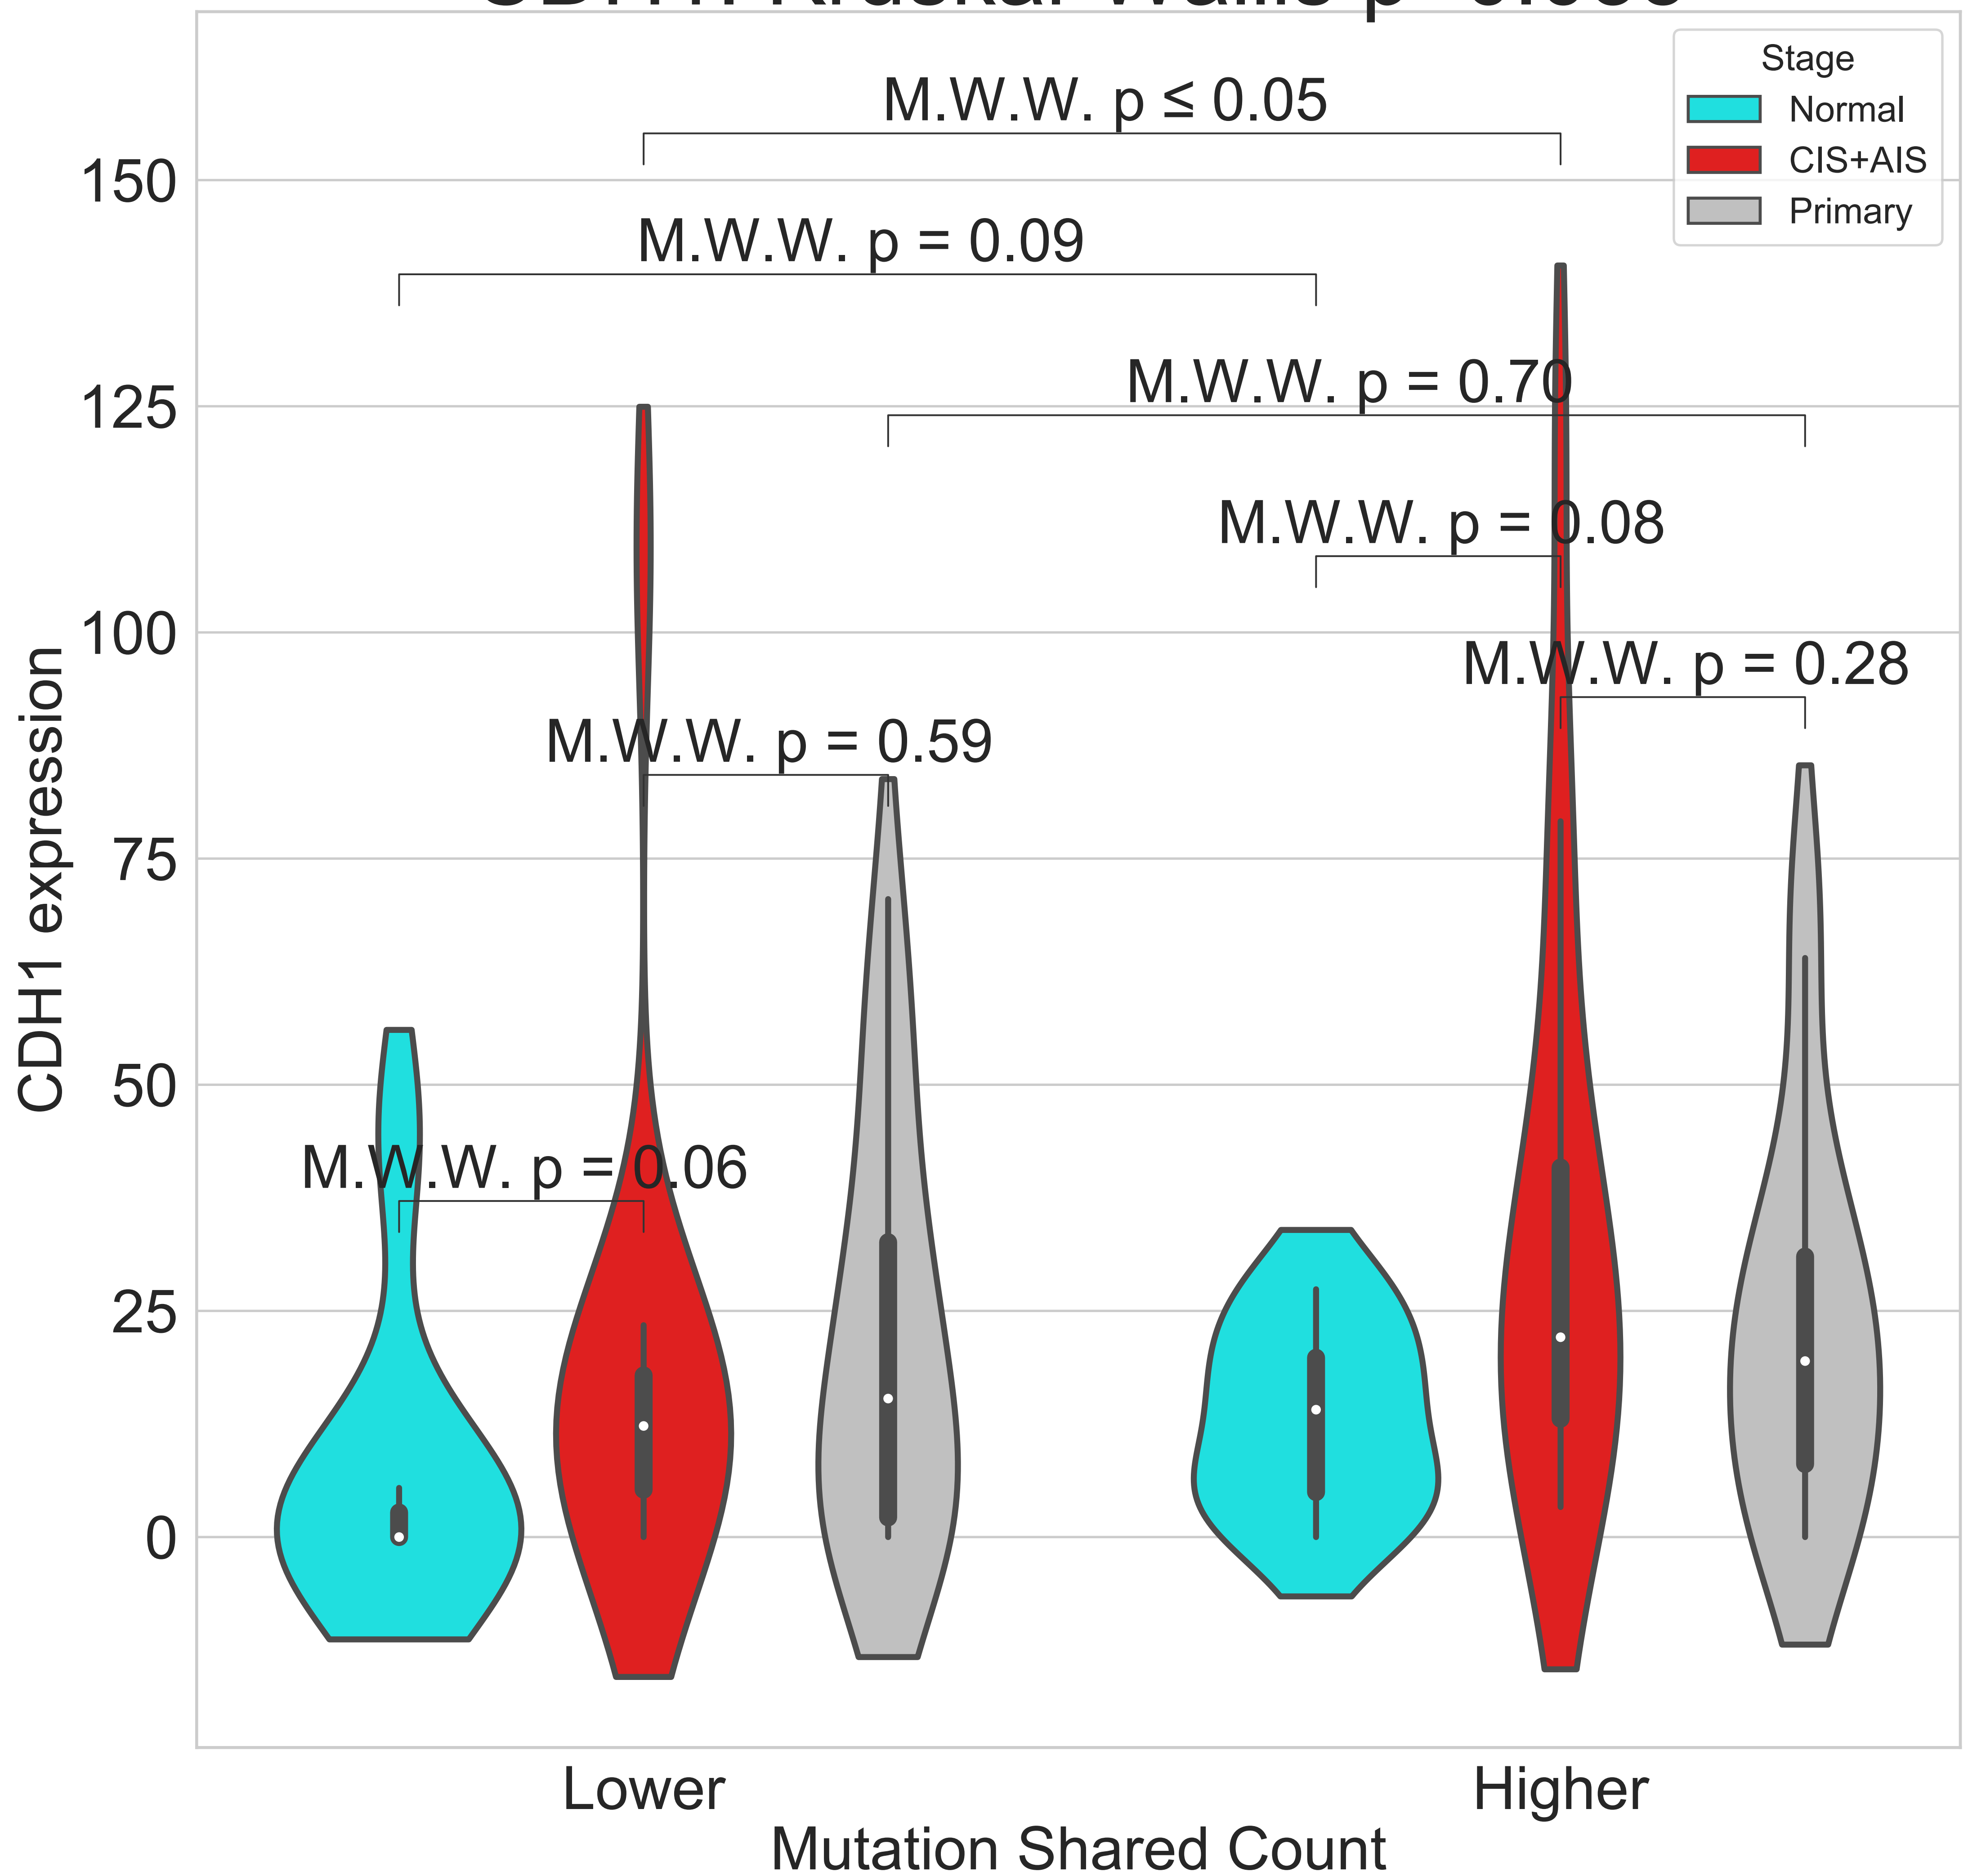 Stage
Normal
CIS+AIS
Primary
M.W.W. p ≤ 0.05
M.W.W. p = 0.09
M.W.W. p = 0.70
M.W.W. p = 0.08
M.W.W. p = 0.28
M.W.W. p = 0.59
M.W.W. p = 0.06
150
125
100
75
50
25
0
CDH1 expression
Lower
Higher
Mutation Shared Count